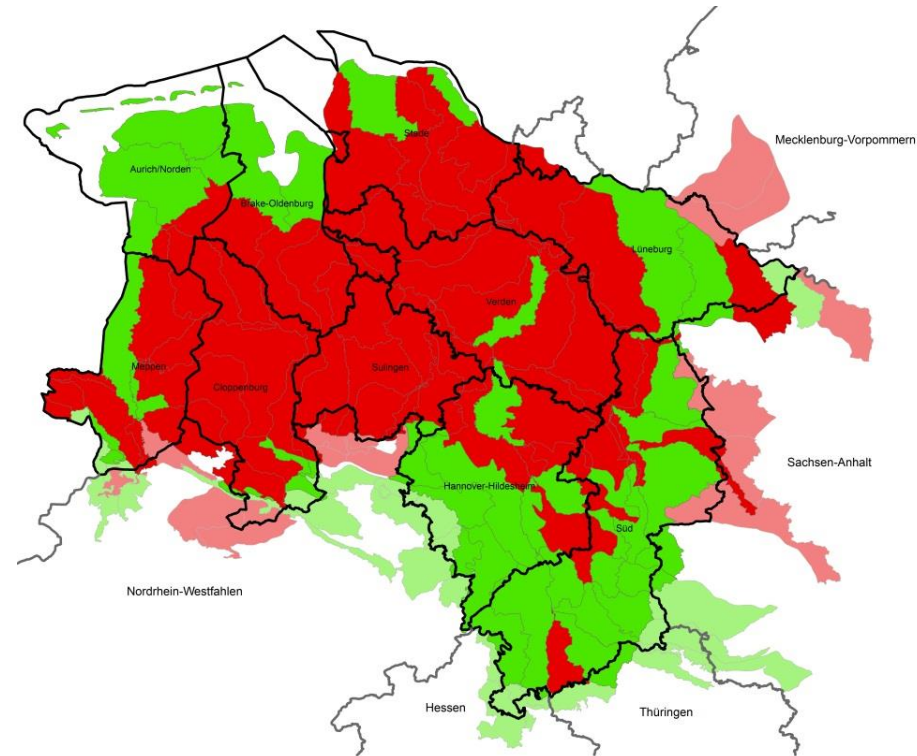 Stade
Mecklenburg-Vorpommern
Aurich/Norden
Brake-Oldenburg
Lüneburg
Verden
Meppen
Sulingen
Cloppenburg
Sachsen-Anhalt
Hannover-Hildesheim
Süd
Nordrhein-Westfahlen
Hessen
Thüringen